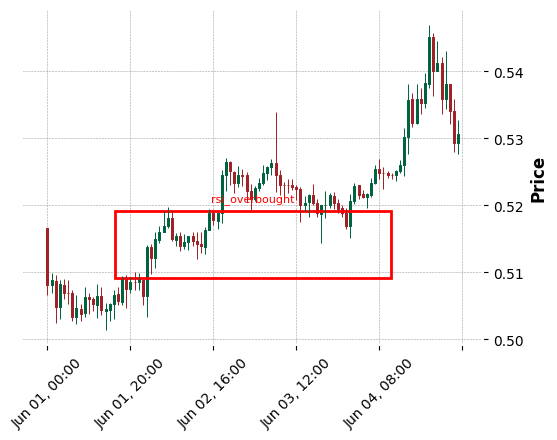 rsi_overbought
0.54
0.53
0.52
0.51
0.50
Price
Jun 01, 00:00
Jun 01, 20:00
Jun 02, 16:00
Jun 03, 12:00
Jun 04, 08:00